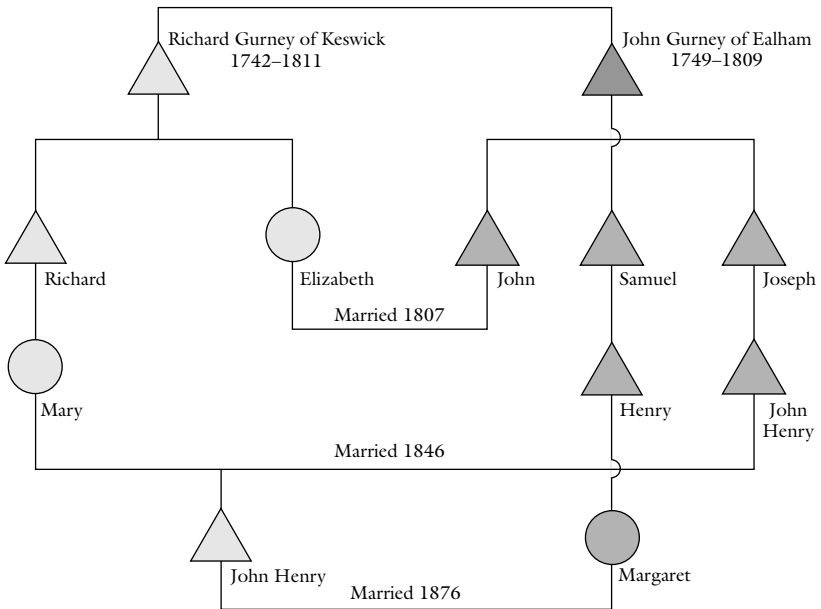 Richard Gurney of Keswick
1742–1811
John Gurney of Ealham
1749–1809
Richard
Elizabeth
John
Samuel
Joseph
Married 1807
Mary
Henry
John
Henry
Married 1846
John Henry
Margaret
Married 1876